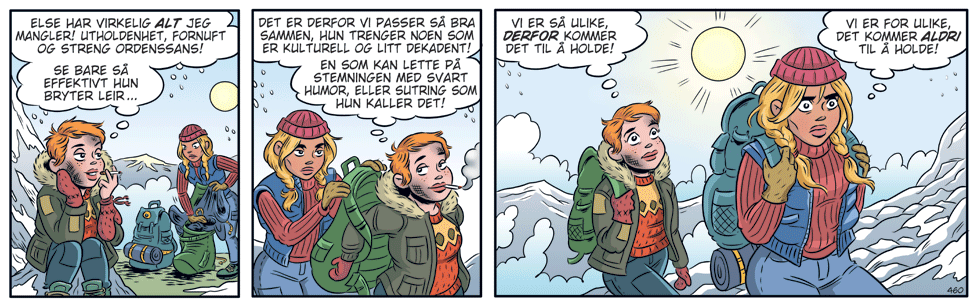 ELSE HAR VIRKELIG ALT JEG
MANGLER! UTHOLDENHET, FORNUFT
OG STRENG ORDENSSANS!
SE BARE SÅ
EFFEKTIVT HUN
BRYTER LEIR...
DET ER DERFOR VI PASSER SÅ BRA
SAMMEN, HUN TRENGER NOEN SOM
ER KULTURELL OG LITT DEKADENT!
EN SOM KAN LETTE PÅ
STEMNINGEN MED SVART
HUMOR, ELLER SUTRING SOM
HUN KALLER DET!
VI ER SÅ ULIKE,
DERFOR KOMMER
DET TIL Å HOLDE!
VI ER FOR ULIKE,
DET KOMMER ALDRI
TIL Å HOLDE!
460